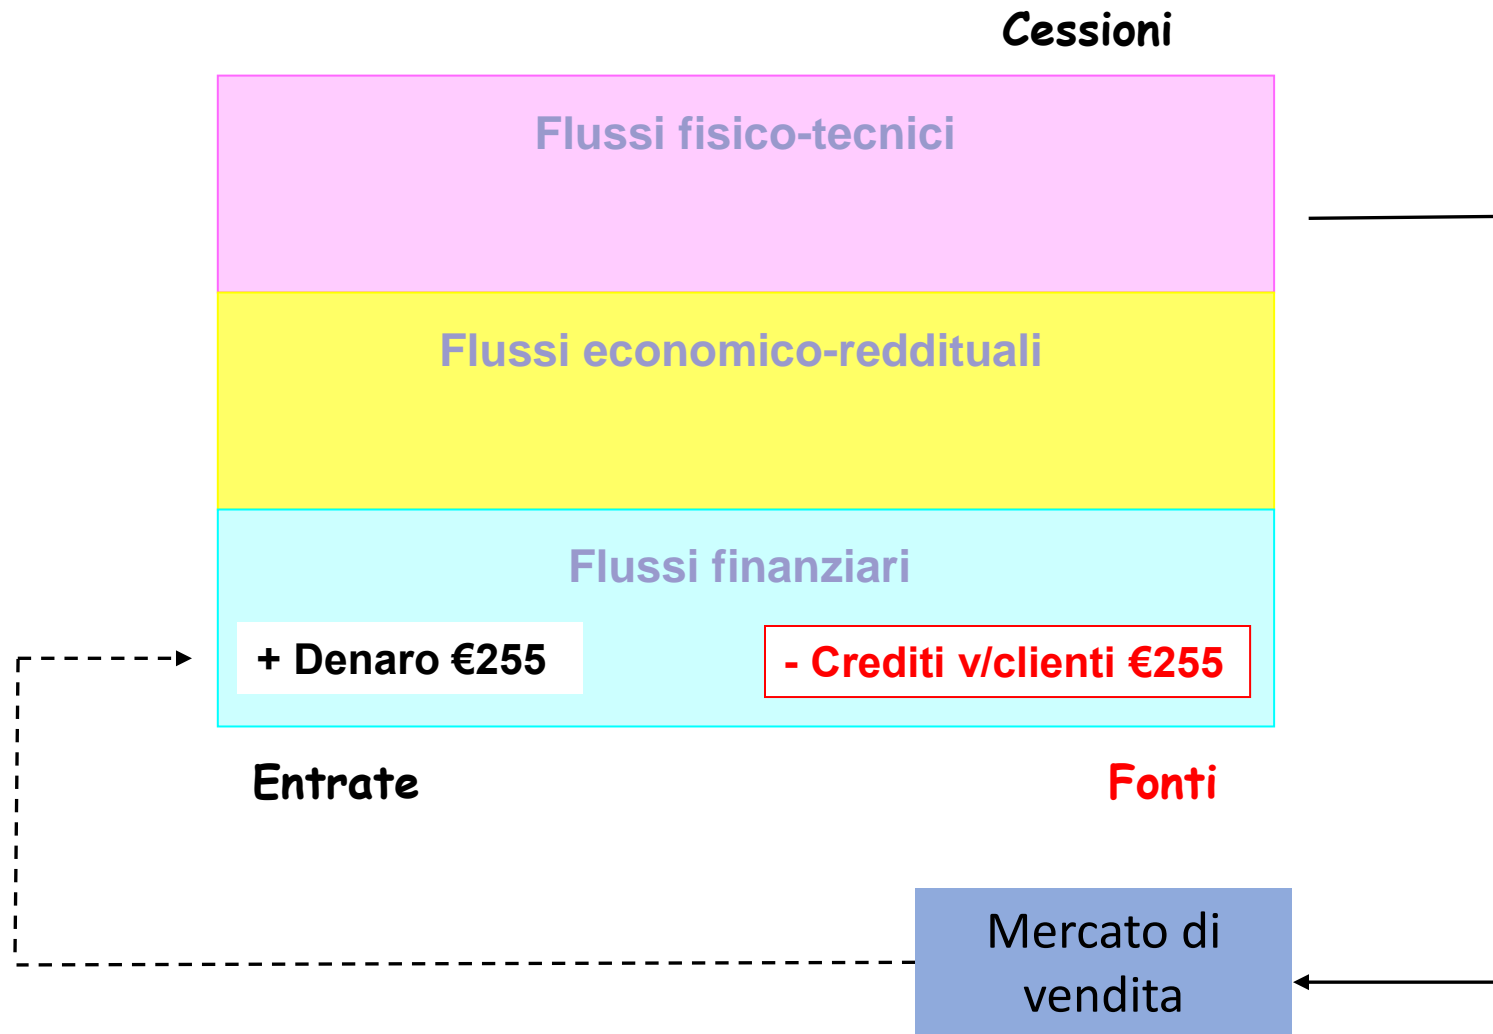 Cessioni
Flussi fisico-tecnici
Flussi economico-reddituali
Flussi finanziari
+ Denaro €255
- Crediti v/clienti €255
Entrate
Fonti
Mercato di
vendita